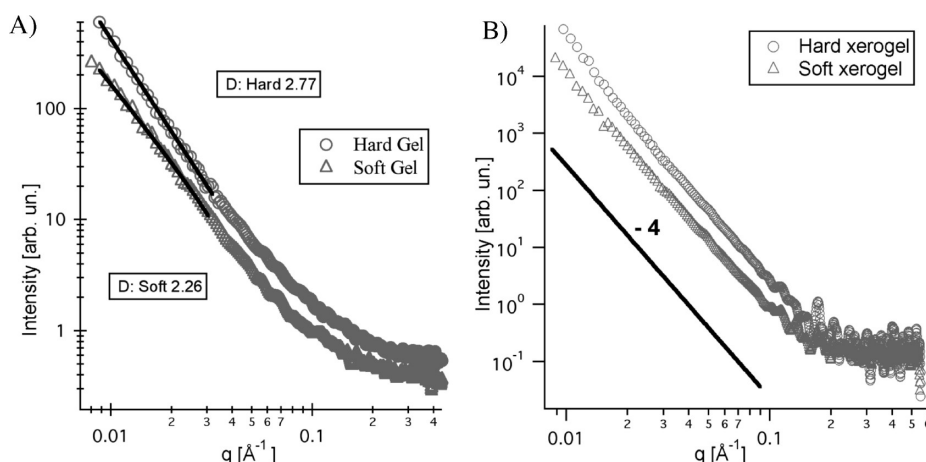 A)
D: Hard 2.77
Hard Gel
Soft Gel
D: Soft 2.26
Intensity [arb. un.]
100
10
1
0.01
2
3
4
5
6
7
0.1
2
3
4
q [Å⁻¹]
B)
Hard xerogel
Soft xerogel
- 4
Intensity [arb. un.]
10⁴
10³
10²
10¹
10⁰
10⁻¹
0.01
2
3
4
5
6
7
0.1
2
3
4
5
6
q [Å⁻¹]